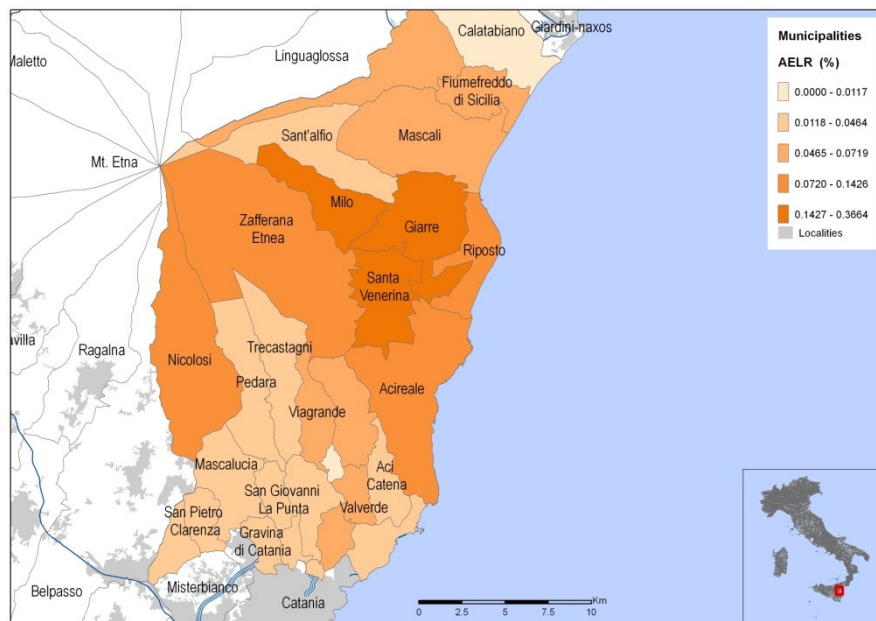 Calatabiano
Giardini-naxos
Maletto
Linguaglossa
Fiumefreddo
di Sicilia
Sant'alfio
Mascali
Mt. Etna
Milo
Zafferana
Etnea
Giarre
Riposto
Santa
Venerina
avilla
Ragalna
Nicolosi
Trecastagni
Pedara
Acireale
Viagrande
Mascalucia
Aci
Catena
San Giovanni
La Punta
San Pietro
Clarenza
Valverde
Gravina
di Catania
Misterbianco
Belpasso
Catania
Municipalities
AELR (%)
0.0000 - 0.0117
0.0118 - 0.0464
0.0465 - 0.0719
0.0720 - 0.1426
0.1427 - 0.3664
Localities
Km
0 2.5 5 7.5 10